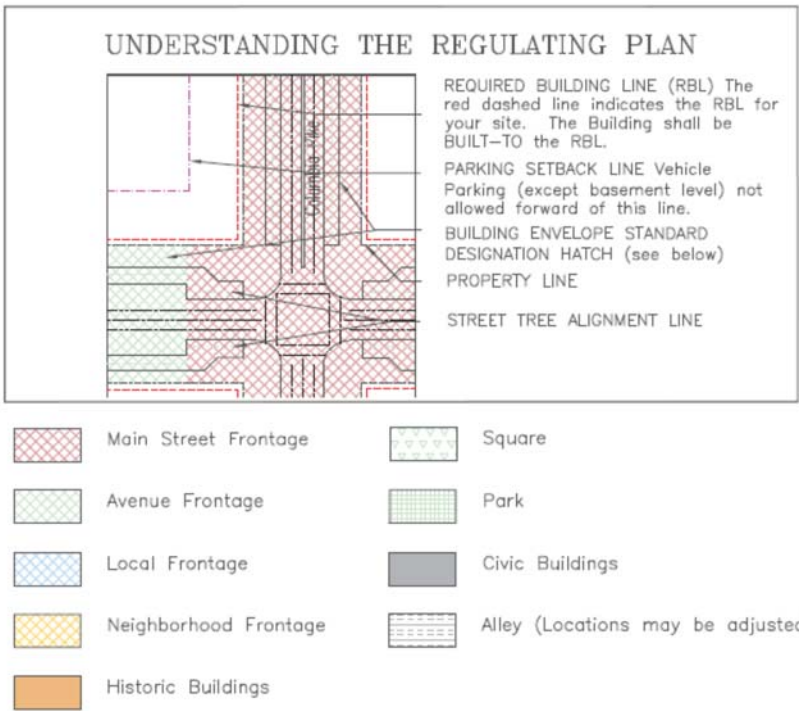 UNDERSTANDING THE REGULATING PLAN
REQUIRED BUILDING LINE (RBL) The
red dashed line indicates the RBL for
your site. The Building shall be
BUILT-TO the RBL.
PARKING SETBACK LINE Vehicle
Parking (except basement level) not
allowed forward of this line.
BUILDING ENVELOPE STANDARD
DESIGNATION HATCH (see below)
PROPERTY LINE
STREET TREE ALIGNMENT LINE
Columbia Pike
Main Street Frontage
Avenue Frontage
Local Frontage
Neighborhood Frontage
Historic Buildings
Square
Park
Civic Buildings
Alley (Locations may be adjusted